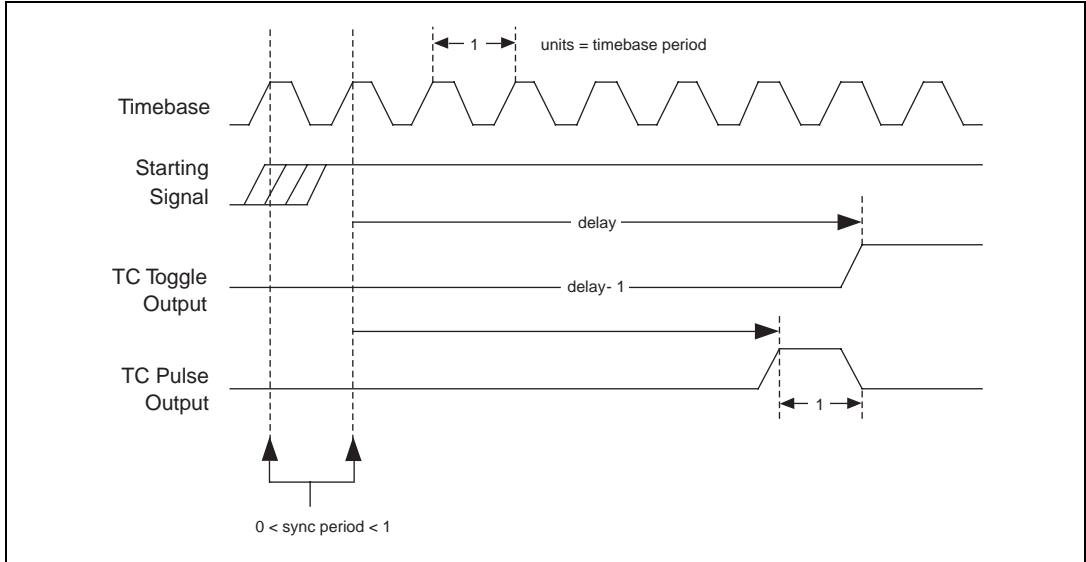 1
units = timebase period
Timebase
Starting
Signal
delay
TC Toggle
Output
delay- 1
TC Pulse
Output
1
0 < sync period < 1